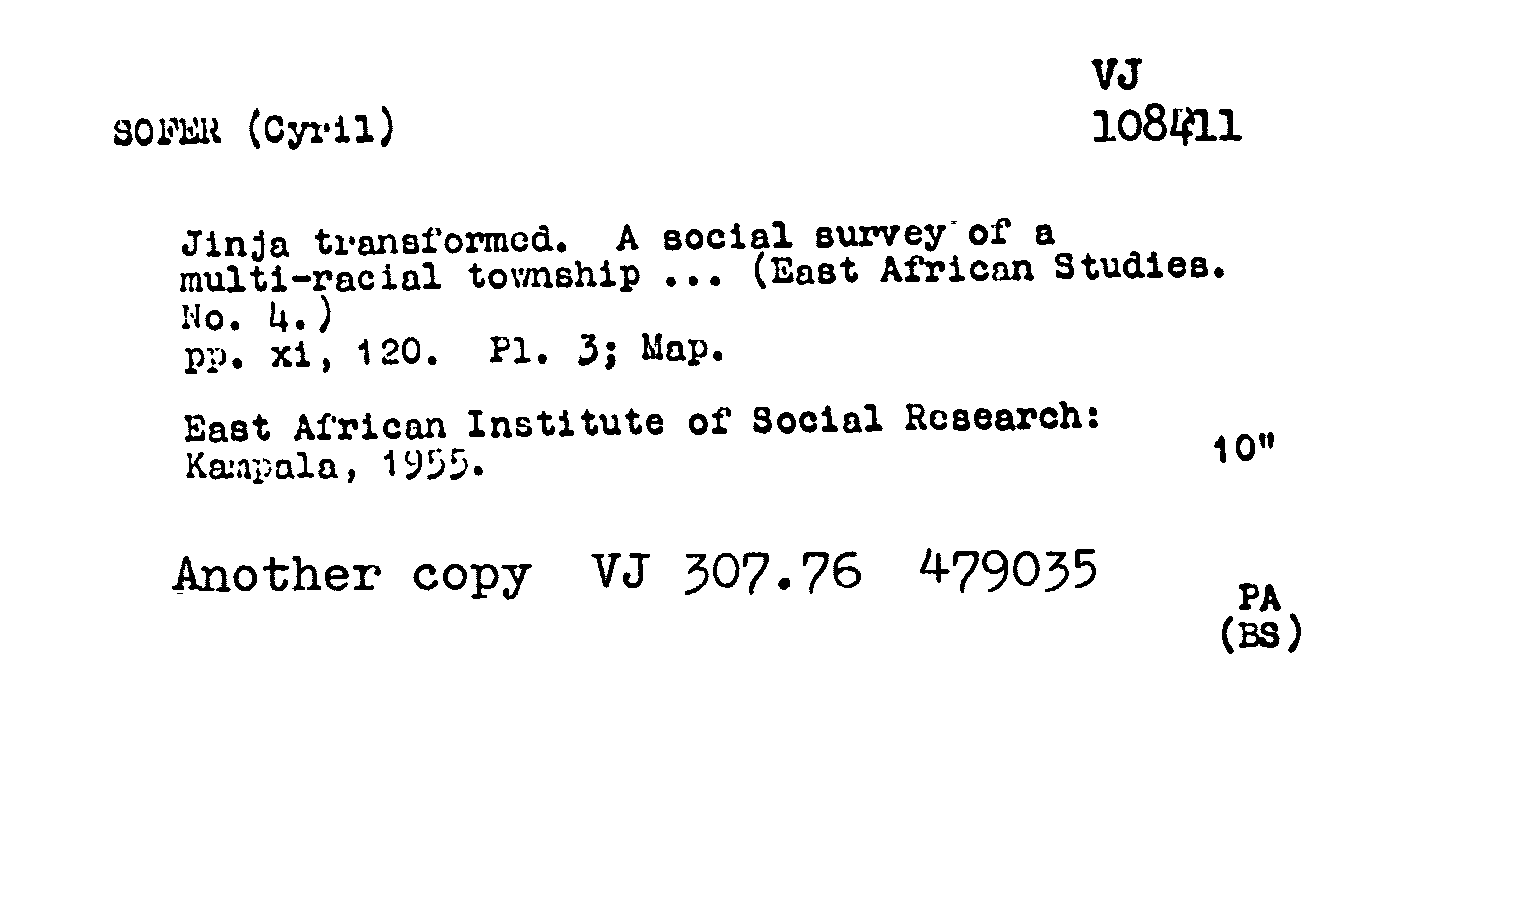 VJ
SOFER (Cyril) 108411
Jinja transformed. A social survey of a
multi-racial township ... (East African Studies.
No. 4.)
pp. xi, 120. Pl. 3; Map.
East African Institute of Social Research:
Kampala, 1955. 10"
Another copy VJ 307.76 479035
PA
(BS)